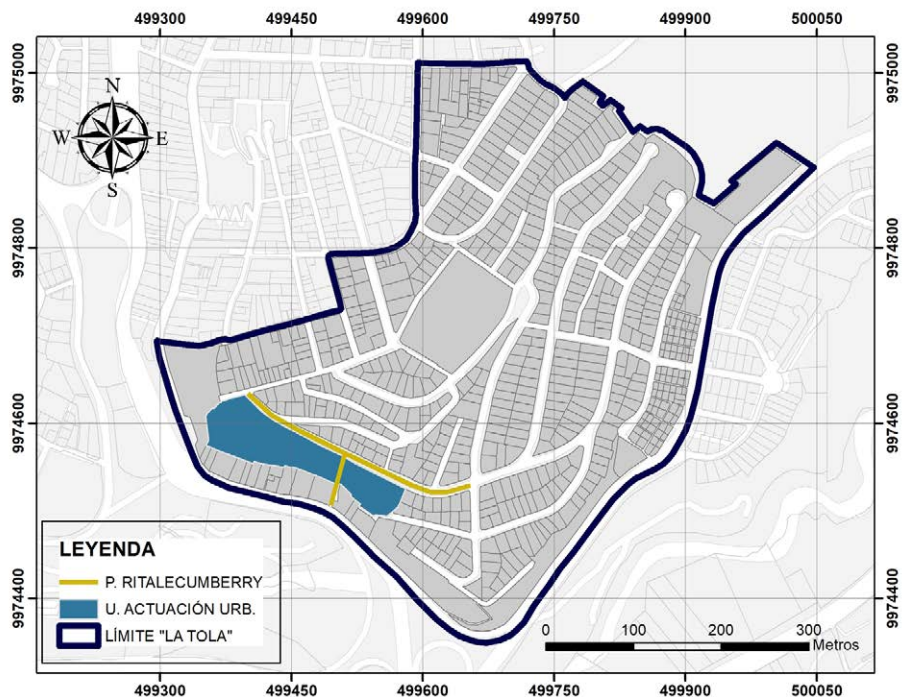 499300 499450 499600 499750 499900 500050
9975000 9975000
N
W E
S
9974800 9974800
9974600 9974600
LEYENDA
P. RITALECUMBERRY
U. ACTUACIÓN URB.
LÍMITE "LA TOLA"
9974400 9974400
0 100 200 300
Metros
499300 499450 499600 499750 499900 500050